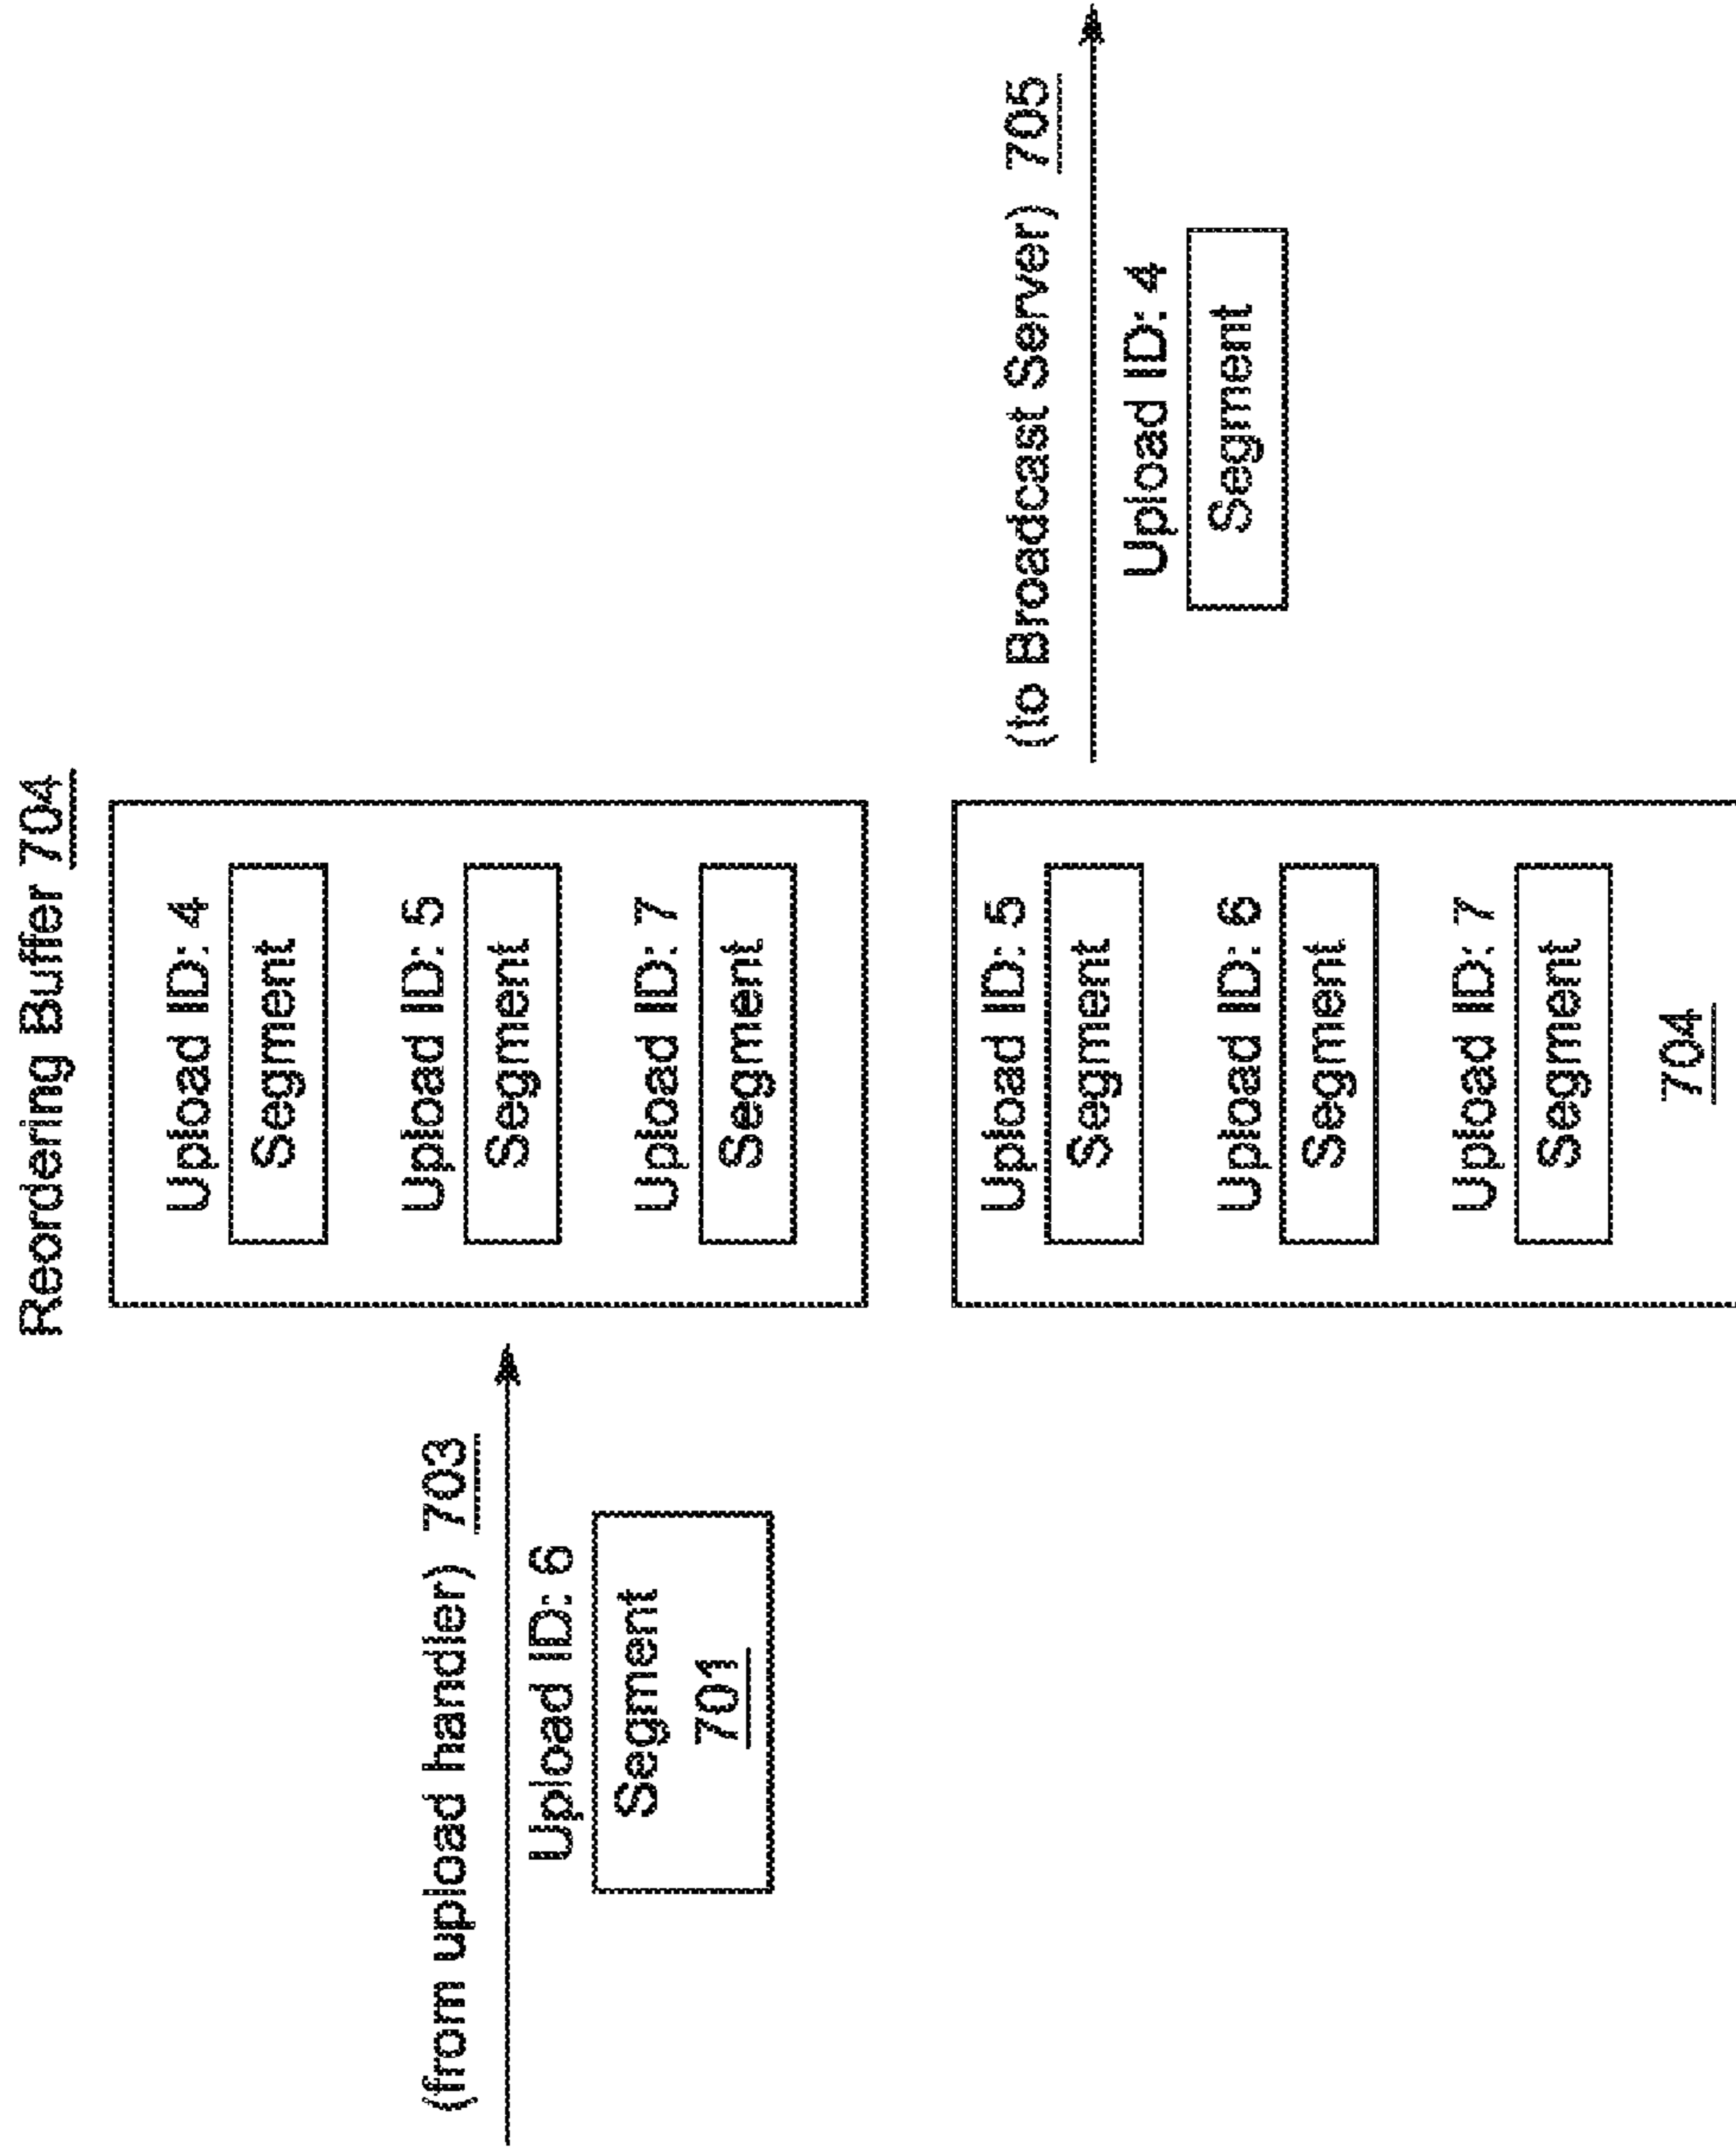 Reordering Buffer 704
(from upload handler) 703
Upload ID: 6
Segment
701
Upload ID: 4
Segment
Upload ID: 5
Segment
Upload ID: 7
Segment
Upload ID: 5
Segment
Upload ID: 6
Segment
Upload ID: 7
Segment
704
(to Broadcast Server) 705
Upload ID: 4
Segment